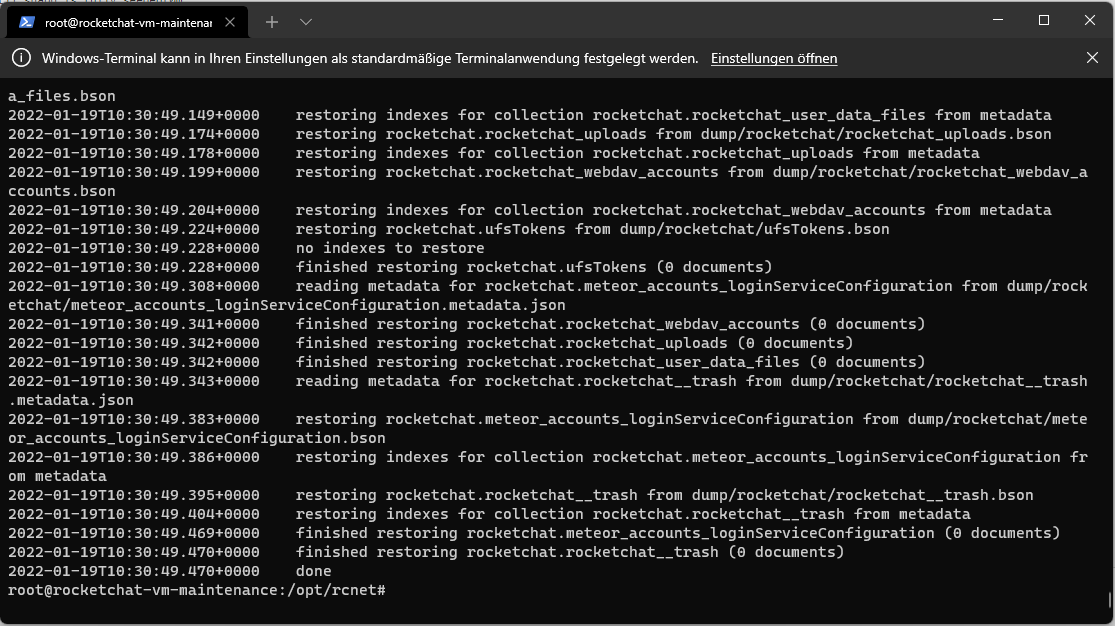 root@rocketchat-vm-maintenan
Windows-Terminal kann in Ihren Einstellungen als standardmäßige Terminalanwendung festgelegt werden. Einstellungen öffnen
a_files.bson
2022-01-19T10:30:49.149+0000    restoring indexes for collection rocketchat.rocketchat_user_data_files from metadata
2022-01-19T10:30:49.174+0000    restoring rocketchat.rocketchat_uploads from dump/rocketchat/rocketchat_uploads.bson
2022-01-19T10:30:49.178+0000    restoring indexes for collection rocketchat.rocketchat_uploads from metadata
2022-01-19T10:30:49.199+0000    restoring rocketchat.rocketchat_webdav_accounts from dump/rocketchat/rocketchat_webdav_a
ccounts.bson
2022-01-19T10:30:49.204+0000    restoring indexes for collection rocketchat.rocketchat_webdav_accounts from metadata
2022-01-19T10:30:49.224+0000    restoring rocketchat.ufsTokens from dump/rocketchat/ufsTokens.bson
2022-01-19T10:30:49.228+0000    no indexes to restore
2022-01-19T10:30:49.228+0000    finished restoring rocketchat.ufsTokens (0 documents)
2022-01-19T10:30:49.308+0000    reading metadata for rocketchat.meteor_accounts_loginServiceConfiguration from dump/rock
etchat/meteor_accounts_loginServiceConfiguration.metadata.json
2022-01-19T10:30:49.341+0000    finished restoring rocketchat.rocketchat_webdav_accounts (0 documents)
2022-01-19T10:30:49.342+0000    finished restoring rocketchat.rocketchat_uploads (0 documents)
2022-01-19T10:30:49.342+0000    finished restoring rocketchat.rocketchat_user_data_files (0 documents)
2022-01-19T10:30:49.343+0000    reading metadata for rocketchat.rocketchat__trash from dump/rocketchat/rocketchat__trash
.metadata.json
2022-01-19T10:30:49.383+0000    restoring rocketchat.meteor_accounts_loginServiceConfiguration from dump/rocketchat/mete
or_accounts_loginServiceConfiguration.bson
2022-01-19T10:30:49.386+0000    restoring indexes for collection rocketchat.meteor_accounts_loginServiceConfiguration fr
om metadata
2022-01-19T10:30:49.395+0000    restoring rocketchat.rocketchat__trash from dump/rocketchat/rocketchat__trash.bson
2022-01-19T10:30:49.404+0000    restoring indexes for collection rocketchat.rocketchat__trash from metadata
2022-01-19T10:30:49.469+0000    finished restoring rocketchat.meteor_accounts_loginServiceConfiguration (0 documents)
2022-01-19T10:30:49.470+0000    finished restoring rocketchat.rocketchat__trash (0 documents)
2022-01-19T10:30:49.470+0000    done
root@rocketchat-vm-maintenance:/opt/rcnet#